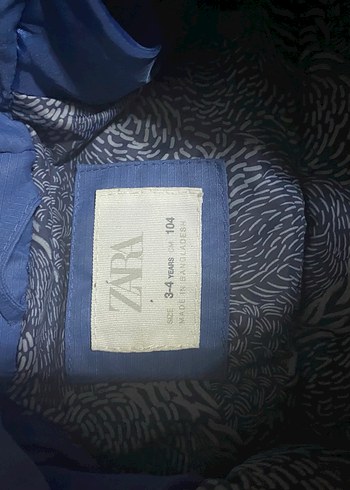 ZARA
SIZE 3-4 YEARS CM 104
MADE IN BANGLADESH